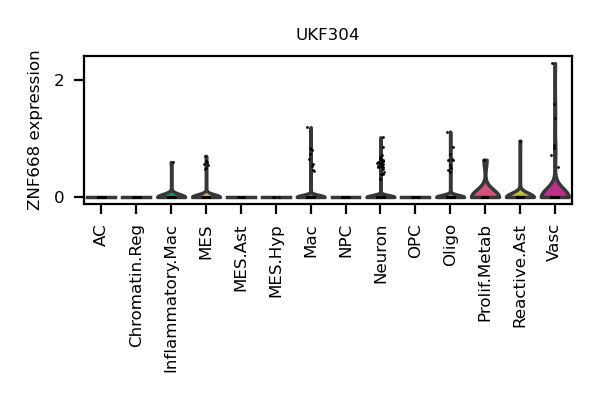 UKF304
ZNF668 expression
2
0
AC
Chromatin.Reg
Inflammatory.Mac
MES
MES.Ast
MES.Hyp
Mac
NPC
Neuron
OPC
Oligo
Prolif.Metab
Reactive.Ast
Vasc